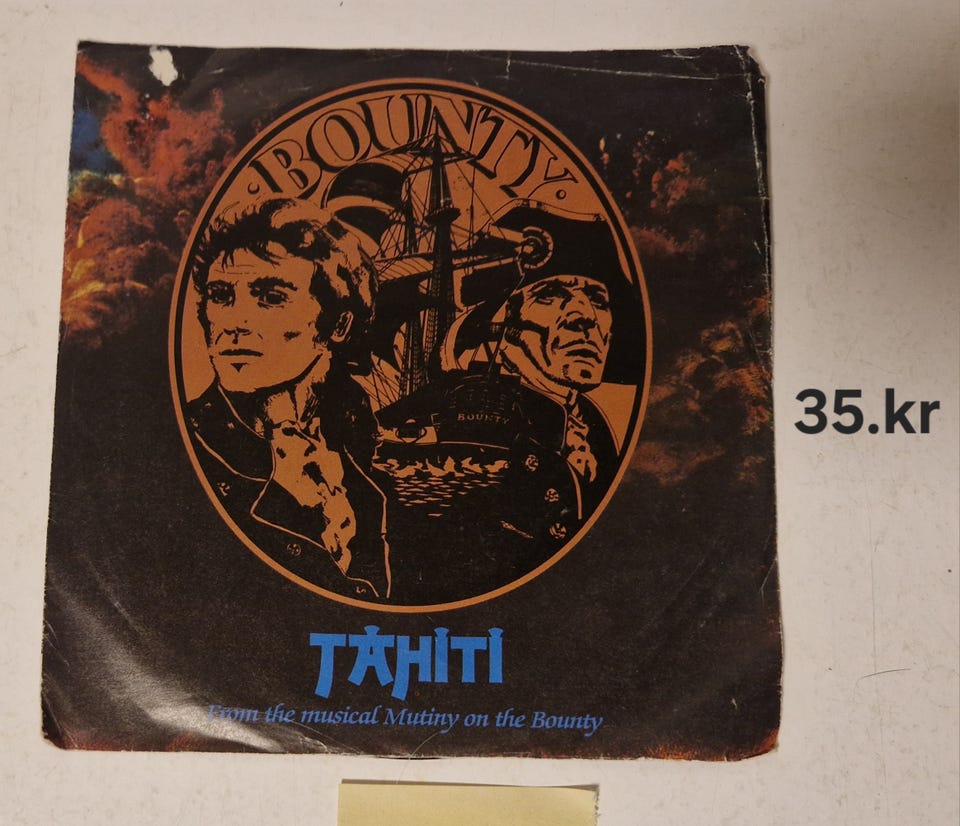 ·BOUNTY·
BOUNTY
35.kr
TAHITI
From the musical Mutiny on the Bounty